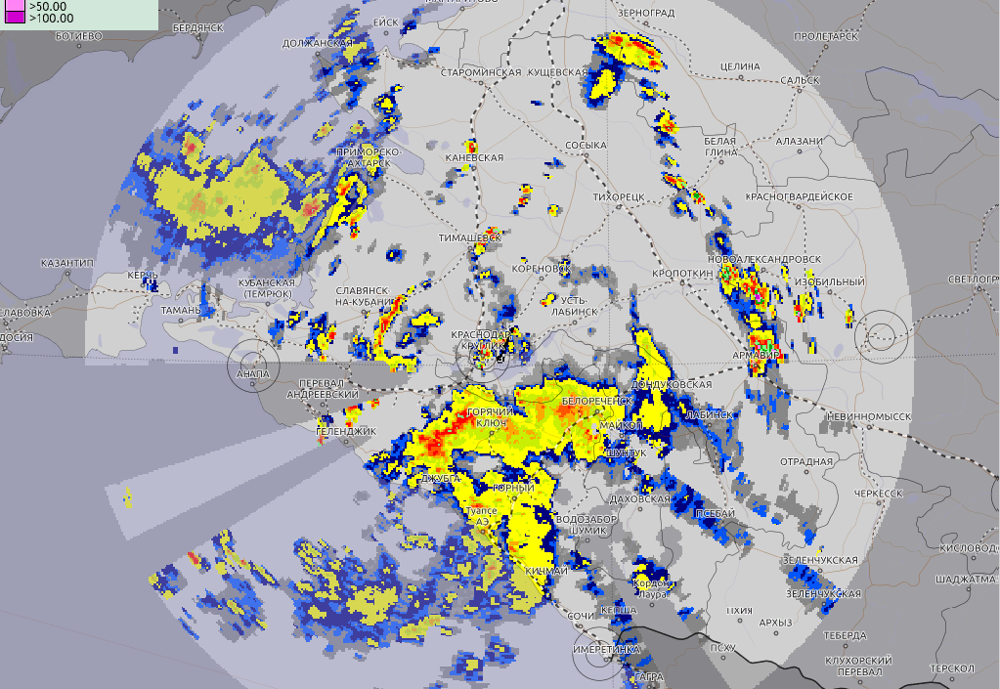 >50.00
>100.00
МАРГАРИТОВО
БЕРДЯНСК
БОТИЕВО
ЕЙСК
ДОЛЖАНСКАЯ
ЗЕРНОГРАД
ПРОЛЕТАРСК
ЦЕЛИНА
САЛЬСК
СТАРОМИНСКАЯ
КУЩЕВСКАЯ
СОСЫКА
БЕЛАЯ
ГЛИНА
АЛАЗАНИ
ПРИМОРСКО-
АХТАРСК
КАНЕВСКАЯ
ТИХОРЕЦК
КРАСНОГВАРДЕЙСКОЕ
ТИМАШЕВСК
КАЗАНТИП
КЕРЧЬ
КУБАНСКАЯ
(ТЕМРЮК)
КОРЕНОВСК
КРОПОТКИН
НОВОАЛЕКСАНДРОВСК
ИЗОБИЛЬНЫЙ
СВЕТЛОГР
СЛАВЯНСК
НА-КУБАНИ
УСТЬ-
ЛАБИНСК
ТАМАНЬ
СЛАВОВКА
ДОСИЯ
КРАСНОДАР
КРУГЛИК
АРМАВИР
АНАПА
ПЕРЕВАЛ
АНДРЕЕВСКИЙ
ДОНДУКОВСКАЯ
БЕЛОРЕЧЕНСК
ГОРЯЧИЙ
КЛЮЧ
МАЙКОП
ЛАБИНСК
НЕВИННОМЫССК
ГЕЛЕНДЖИК
ШУНТУК
ОТРАДНАЯ
ДЖУБГА
ГОРНЫЙ
ЧЕРКЕССК
ДАХОВСКАЯ
Туапсе
АЭ
ПСЕБАЙ
ВОДОЗАБОР
ШУМИК
КИСЛОВОДС
ЗЕЛЕНЧУКСКАЯ
КИЧМАЙ
ШАДЖАТМАЗ
Кордон
Лаура
ЗЕЛЕНЧУКСКАЯ
СОЧИ
КЕПША
ПХИЯ
АРХЫЗ
ТЕБЕРДА
ИМЕРЕТИНКА
ПСХУ
КЛУХОРСКИЙ
ПЕРЕВАЛ
ТЕРСКОЛ
ГАГРА